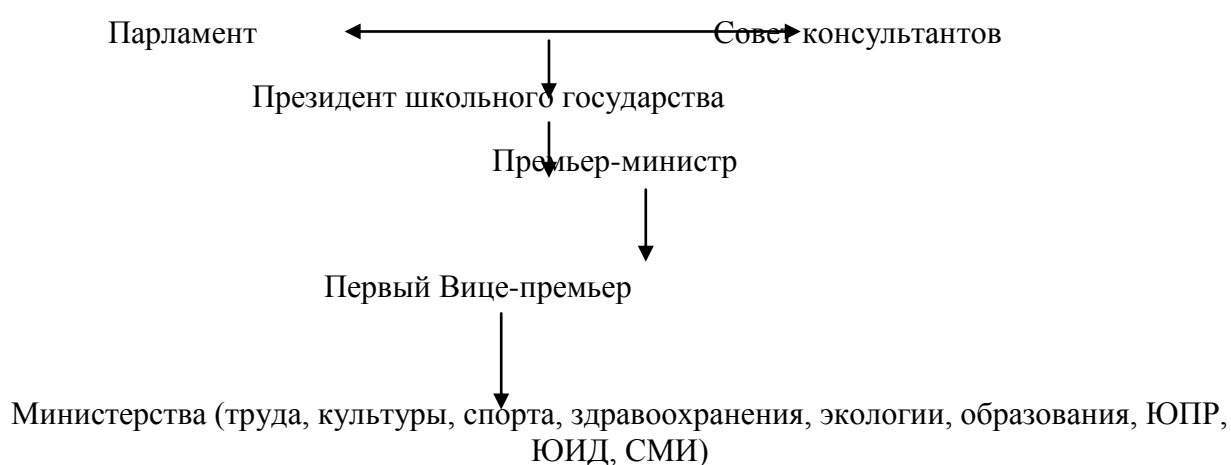 Парламент Совет консультантов
Президент школьного государства
Премьер-министр
Первый Вице-премьер
Министерства (труда, культуры, спорта, здравоохранения, экологии, образования, ЮПР,
ЮИД, СМИ)